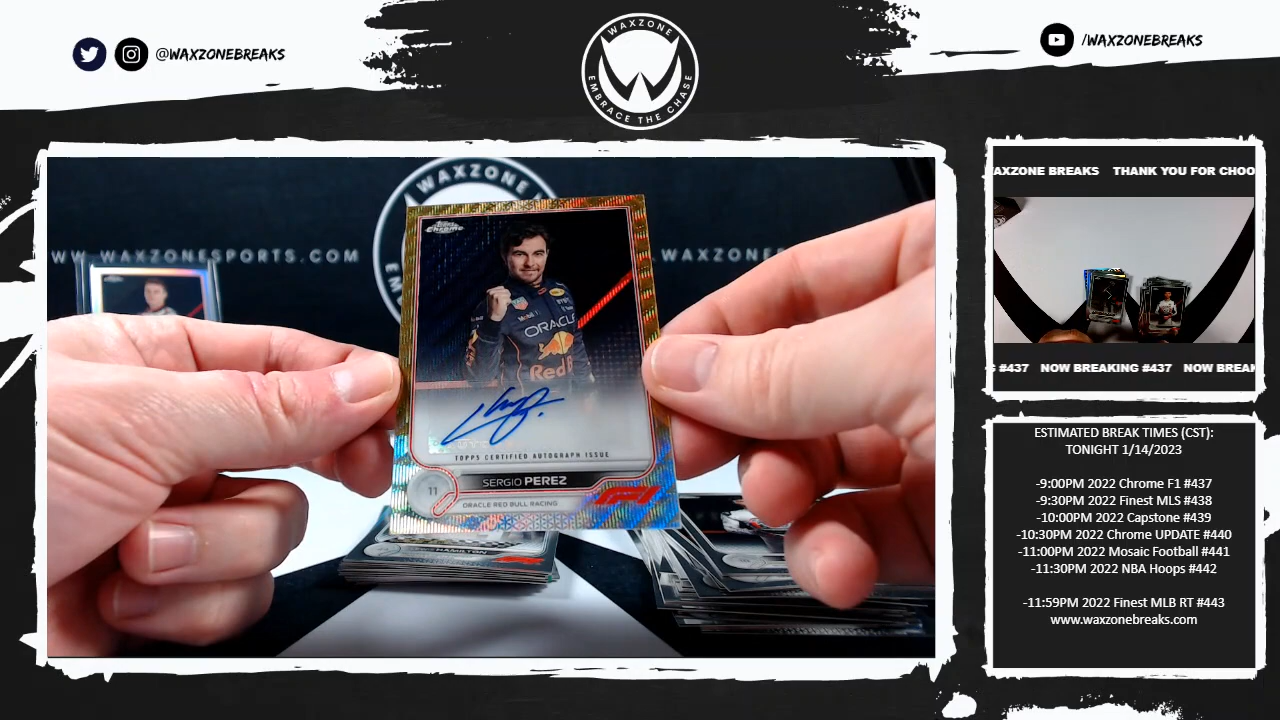 @WAXZONEBREAKS
WAXZONE
EMBRACE THE CHASE
/WAXZONEBREAKS
WAXZONE
WWW.WAXZONESPORTS.COM
WWW.WAXZONE
Topps Chrome
ORACLE
Red
TOPPS CERTIFIED AUTOGRAPH ISSUE
11
SERGIO PEREZ
ORACLE RED BULL RACING
F1
HAMILTON
AXZONE BREAKS THANK YOU FOR CHOO
#437 NOW BREAKING #437 NOW BREAK
ESTIMATED BREAK TIMES (CST):
TONIGHT 1/14/2023
-9:00PM 2022 Chrome F1 #437
-9:30PM 2022 Finest MLS #438
-10:00PM 2022 Capstone #439
-10:30PM 2022 Chrome UPDATE #440
-11:00PM 2022 Mosaic Football #441
-11:30PM 2022 NBA Hoops #442
-11:59PM 2022 Finest MLB RT #443
www.waxzonebreaks.com